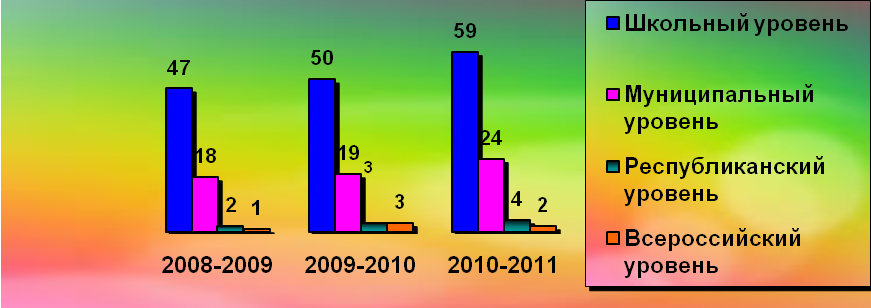 47
18
2
1
50
19
3
3
59
24
4
2
2008-2009
2009-2010
2010-2011
Школьный уровень
Муниципальный
уровень
Республиканский
уровень
Всероссийский
уровень